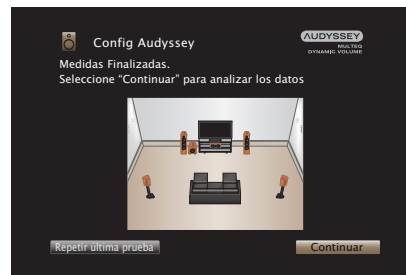 Config Audyssey
AUDYSSEY
MULTEQ
DYNAMIC VOLUME
Medidas Finalizadas.
Seleccione “Continuar” para analizar los datos
Repetir última prueba
Continuar